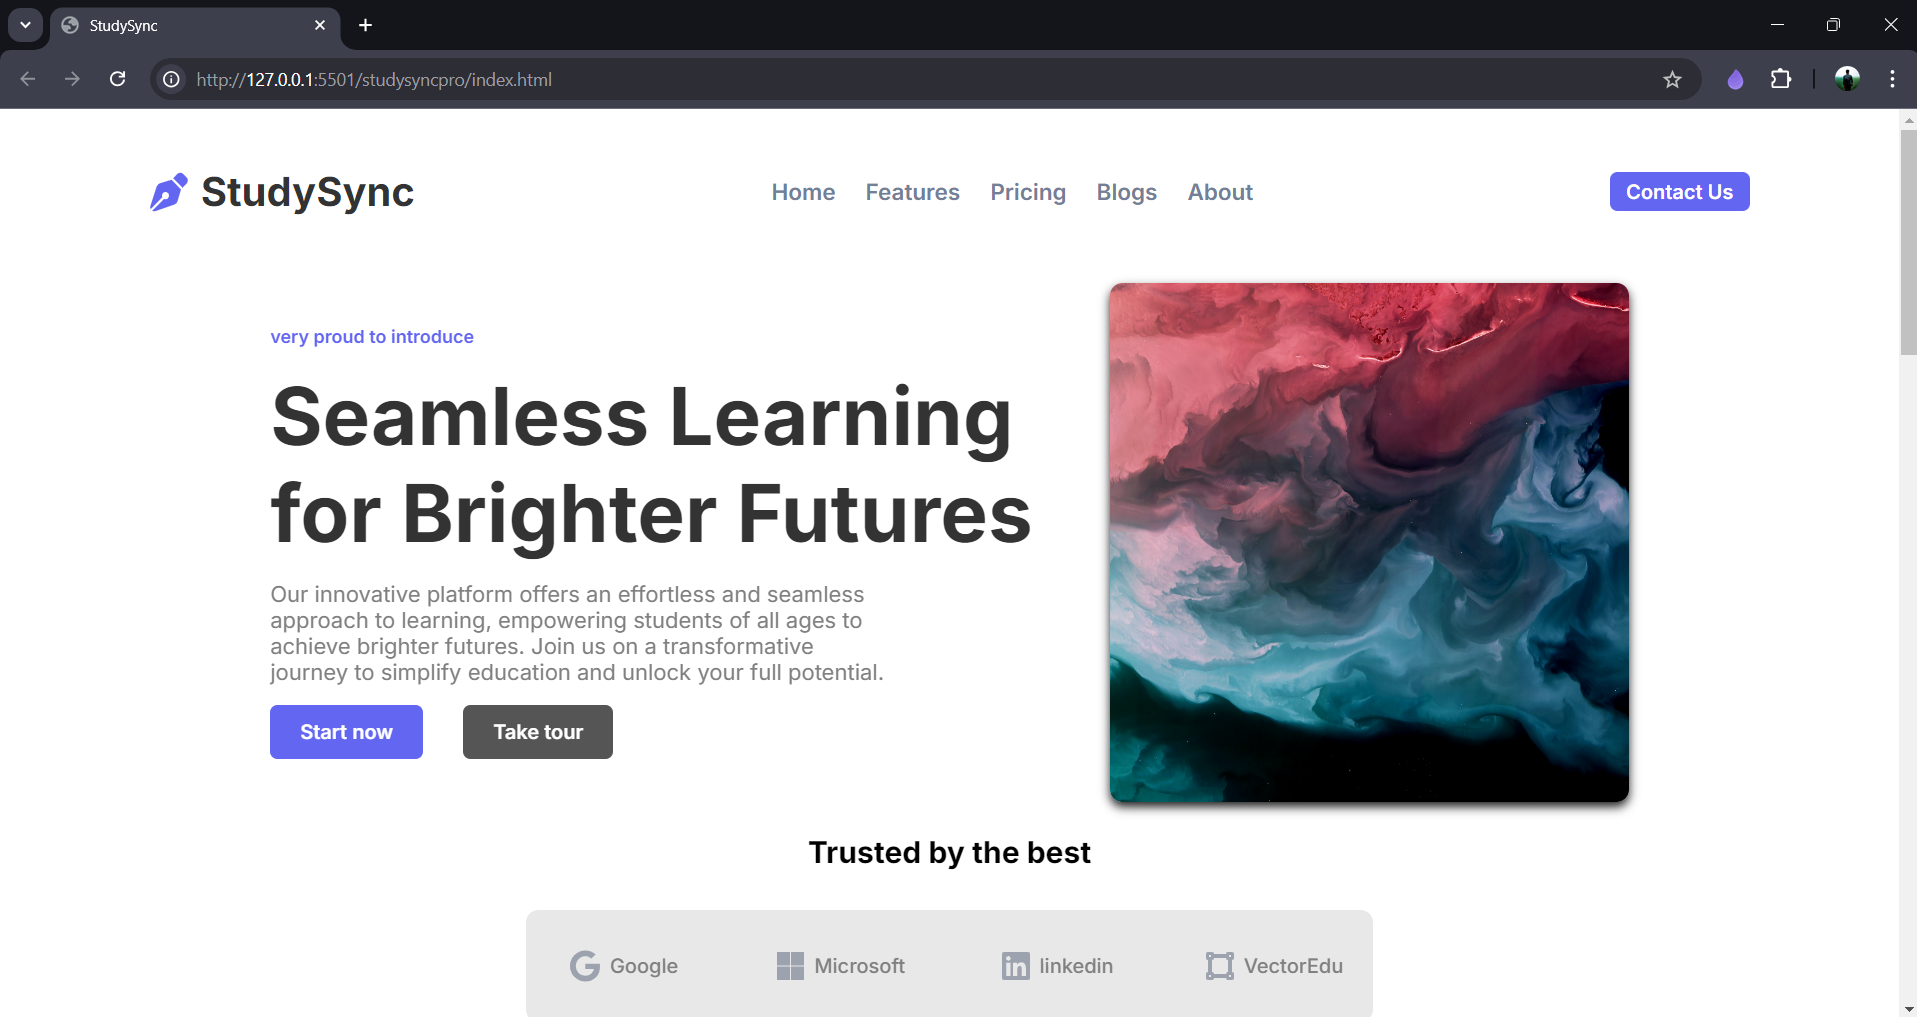 StudySync
http://127.0.0.1:5501/studysyncpro/index.html
StudySync
Home Features Pricing Blogs About
Contact Us
very proud to introduce
Seamless Learning
for Brighter Futures
Our innovative platform offers an effortless and seamless
approach to learning, empowering students of all ages to
achieve brighter futures. Join us on a transformative
journey to simplify education and unlock your full potential.
Start now Take tour
Trusted by the best
Google Microsoft linkedin VectorEdu